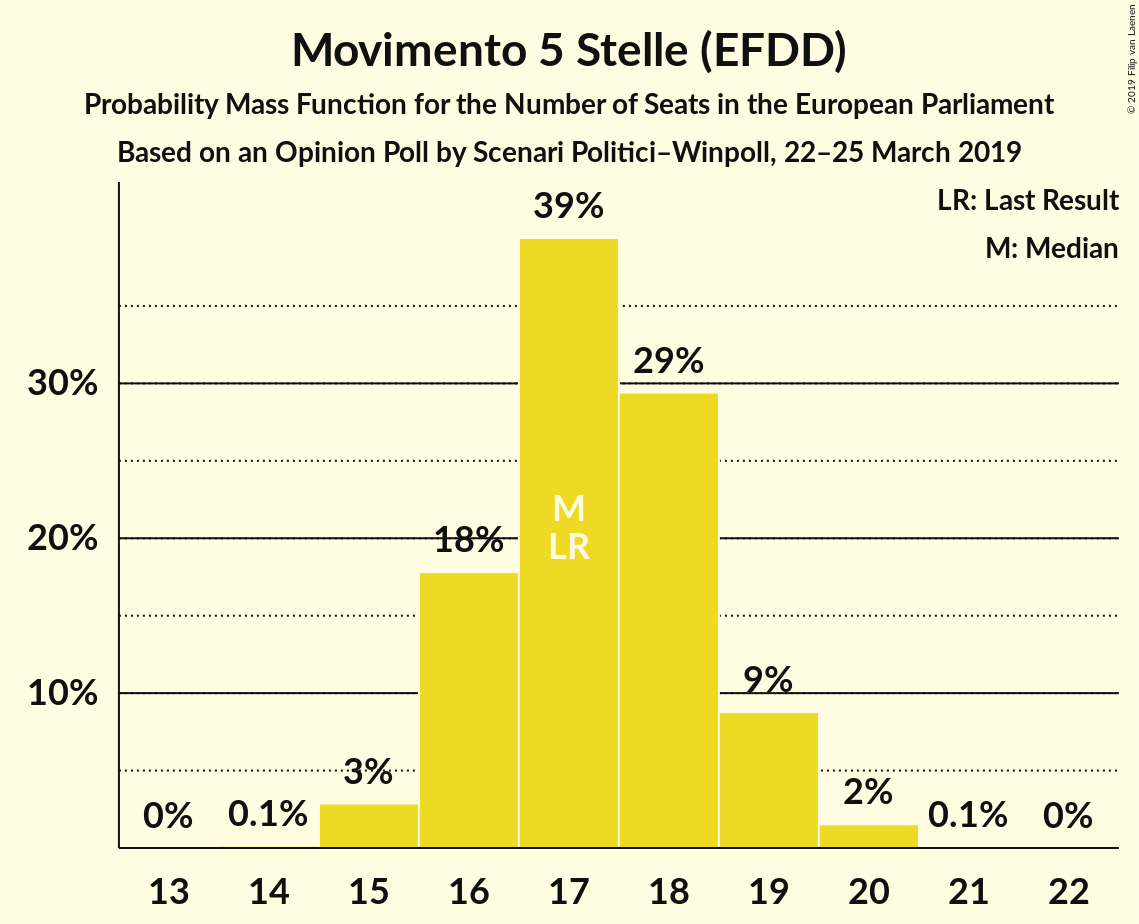 Movimento 5 Stelle (EFDD)
Probability Mass Function for the Number of Seats in the European Parliament
Based on an Opinion Poll by Scenari Politici–Winpoll, 22–25 March 2019
© 2019 Filip van Laenen
LR: Last Result
M: Median
39%
29%
30%
M
18%
20%
LR
9%
10%
3%
2%
0%
0.1%
0.1%
0%
13 14 15 16 17 18 19 20 21 22